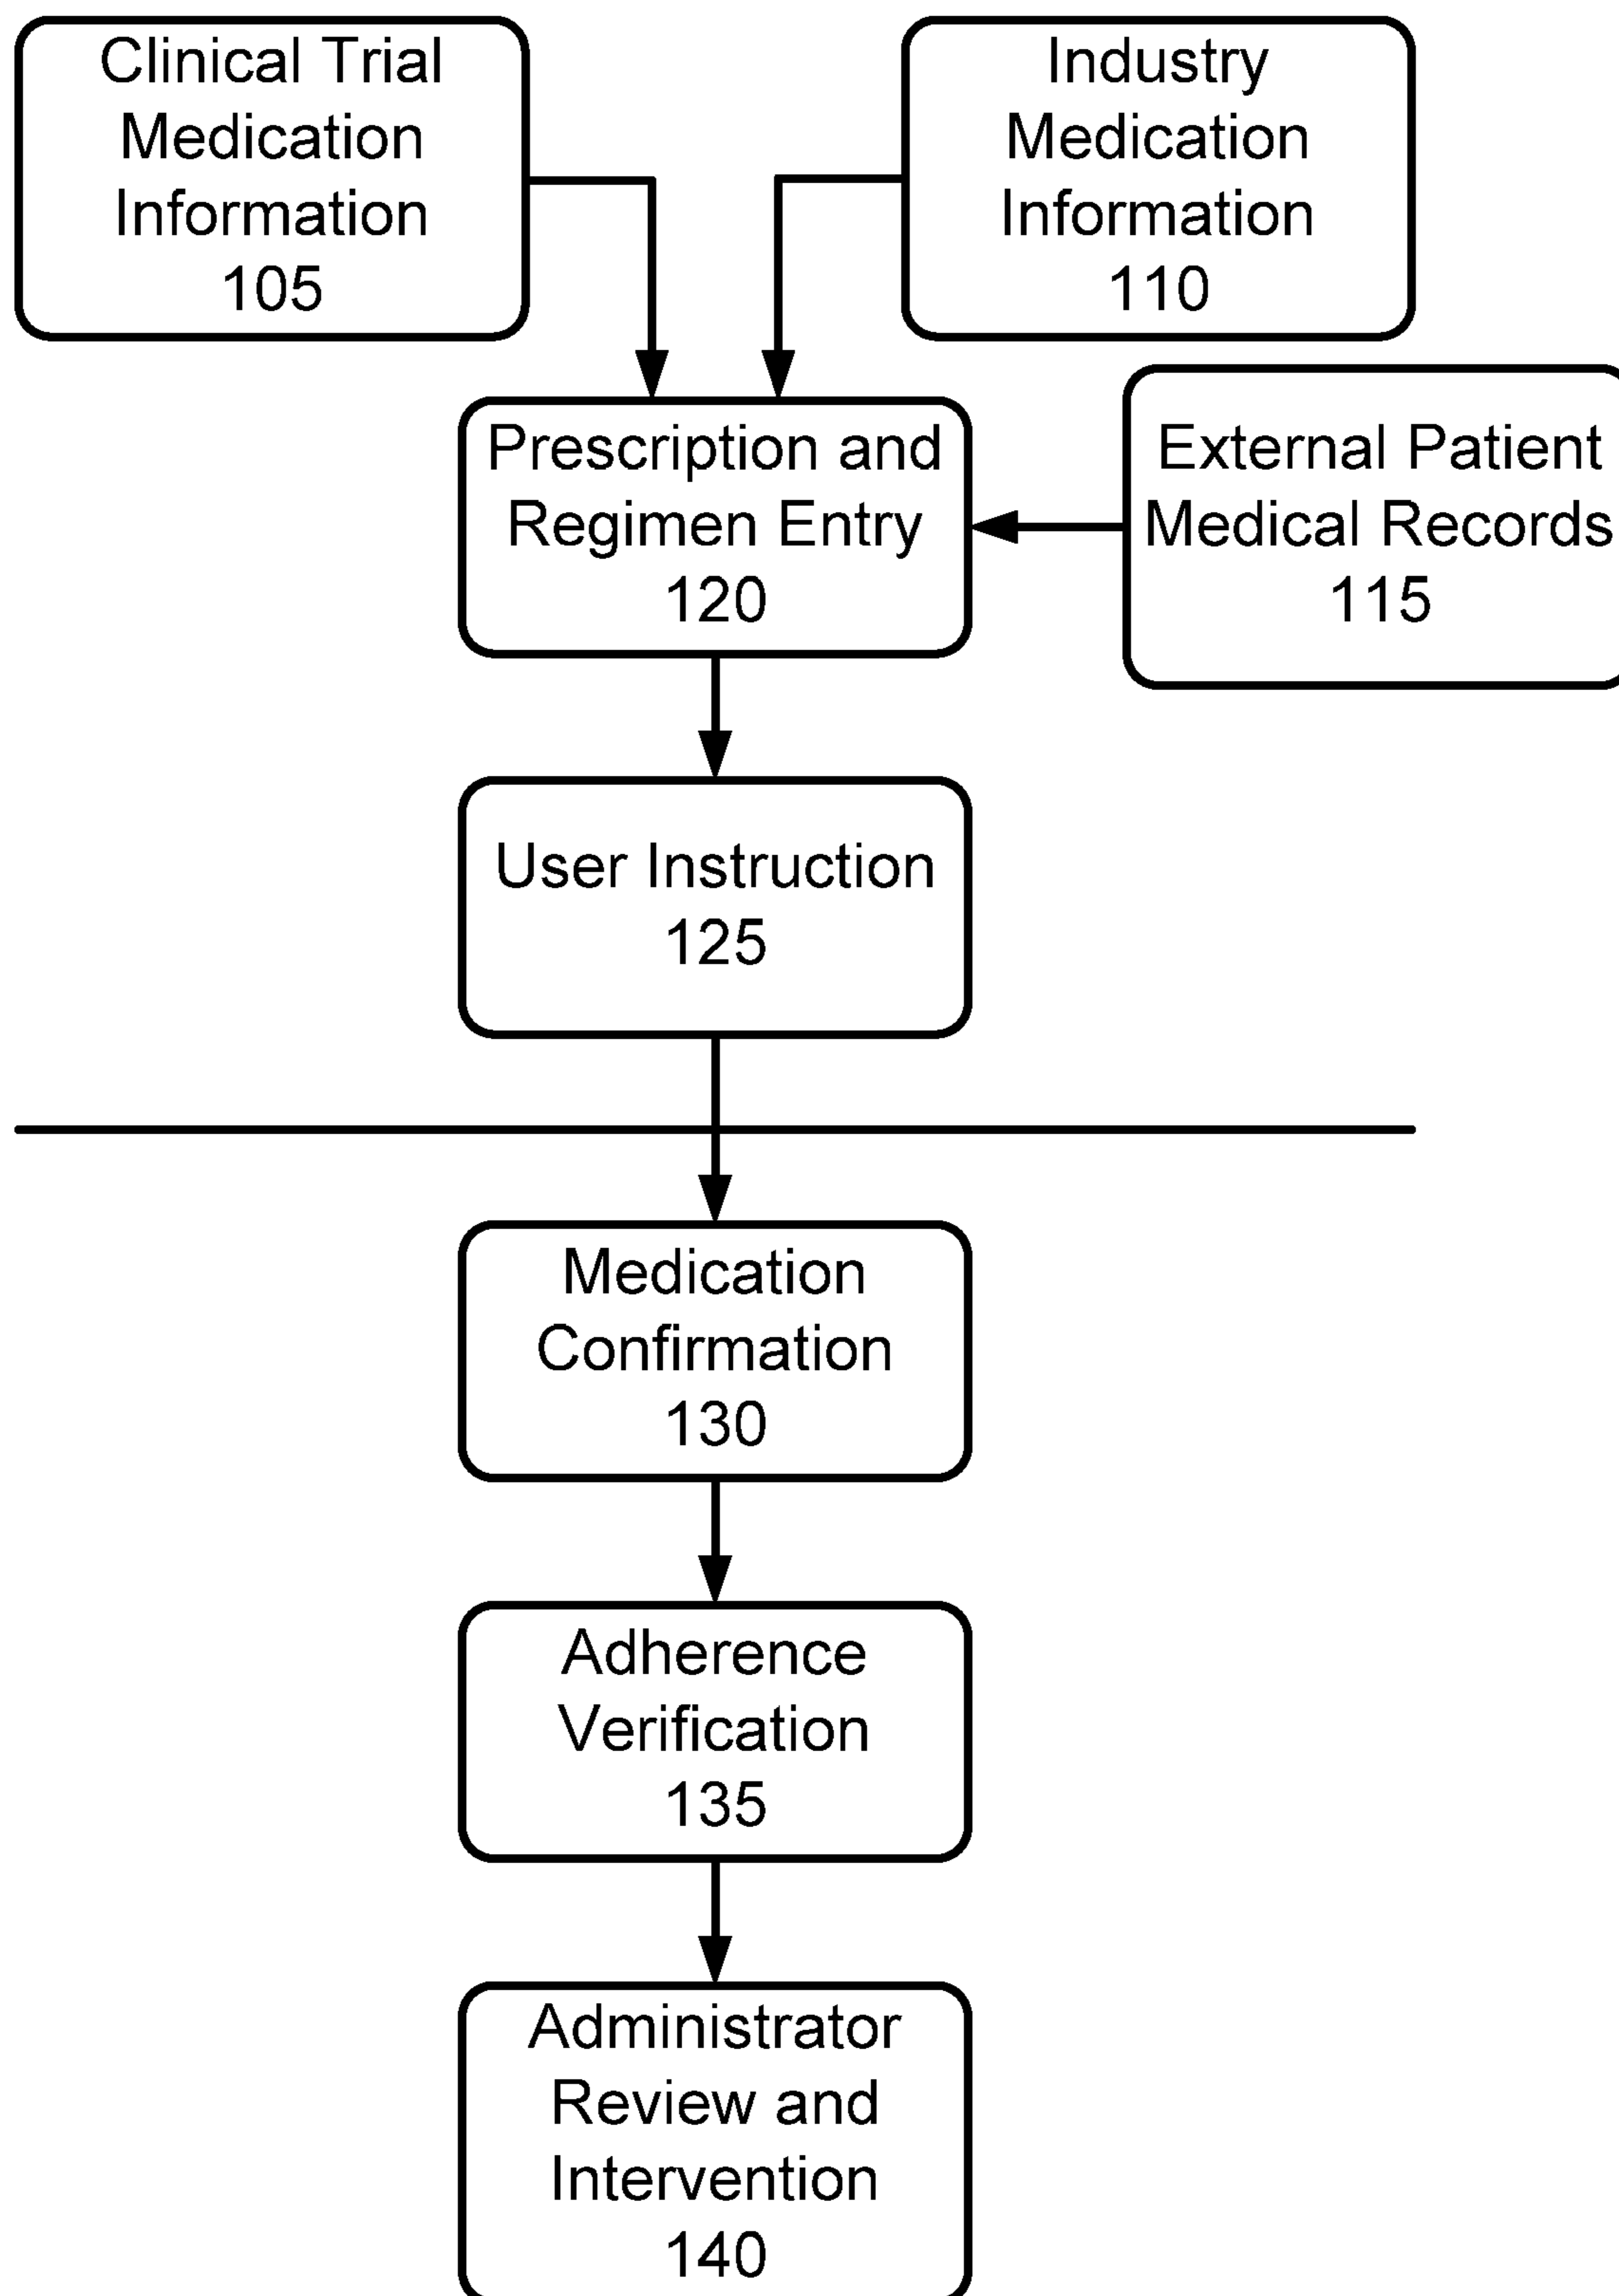 Clinical Trial
Medication
Information
105
Industry
Medication
Information
110
Prescription and
Regimen Entry
120
External Patient
Medical Records
115
User Instruction
125
Medication
Confirmation
130
Adherence
Verification
135
Administrator
Review and
Intervention
140